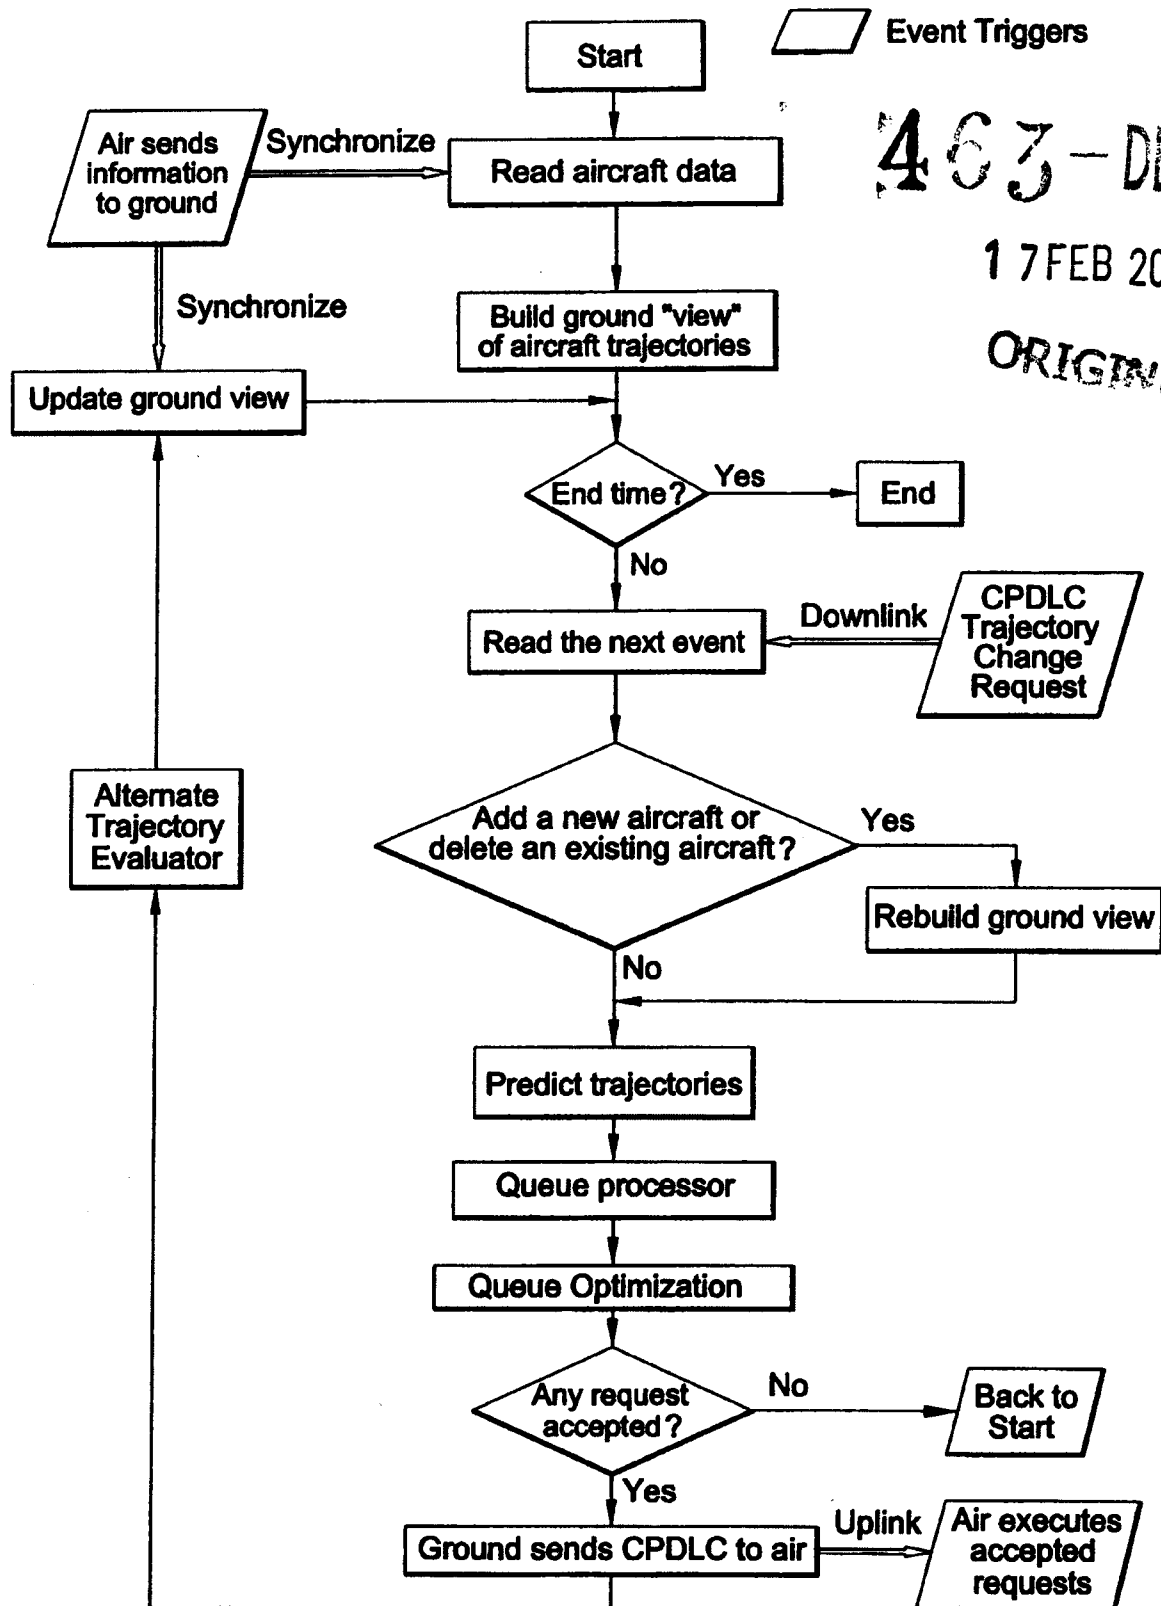 Start
Event Triggers
463-
17 FEB 20
Air sends
information
to ground
Synchronize
Read aircraft data
Synchronize
Build ground "view"
of aircraft trajectories
Update ground view
End time?
Yes
End
No
Read the next event
Downlink
CPDLC
Trajectory
Change
Request
Alternate
Trajectory
Evaluator
Add a new aircraft or
delete an existing aircraft?
Yes
Rebuild ground view
No
Predict trajectories
Queue processor
Queue Optimization
Any request
accepted?
No
Back to
Start
Yes
Ground sends CPDLC to air
Uplink
Air executes
accepted
requests